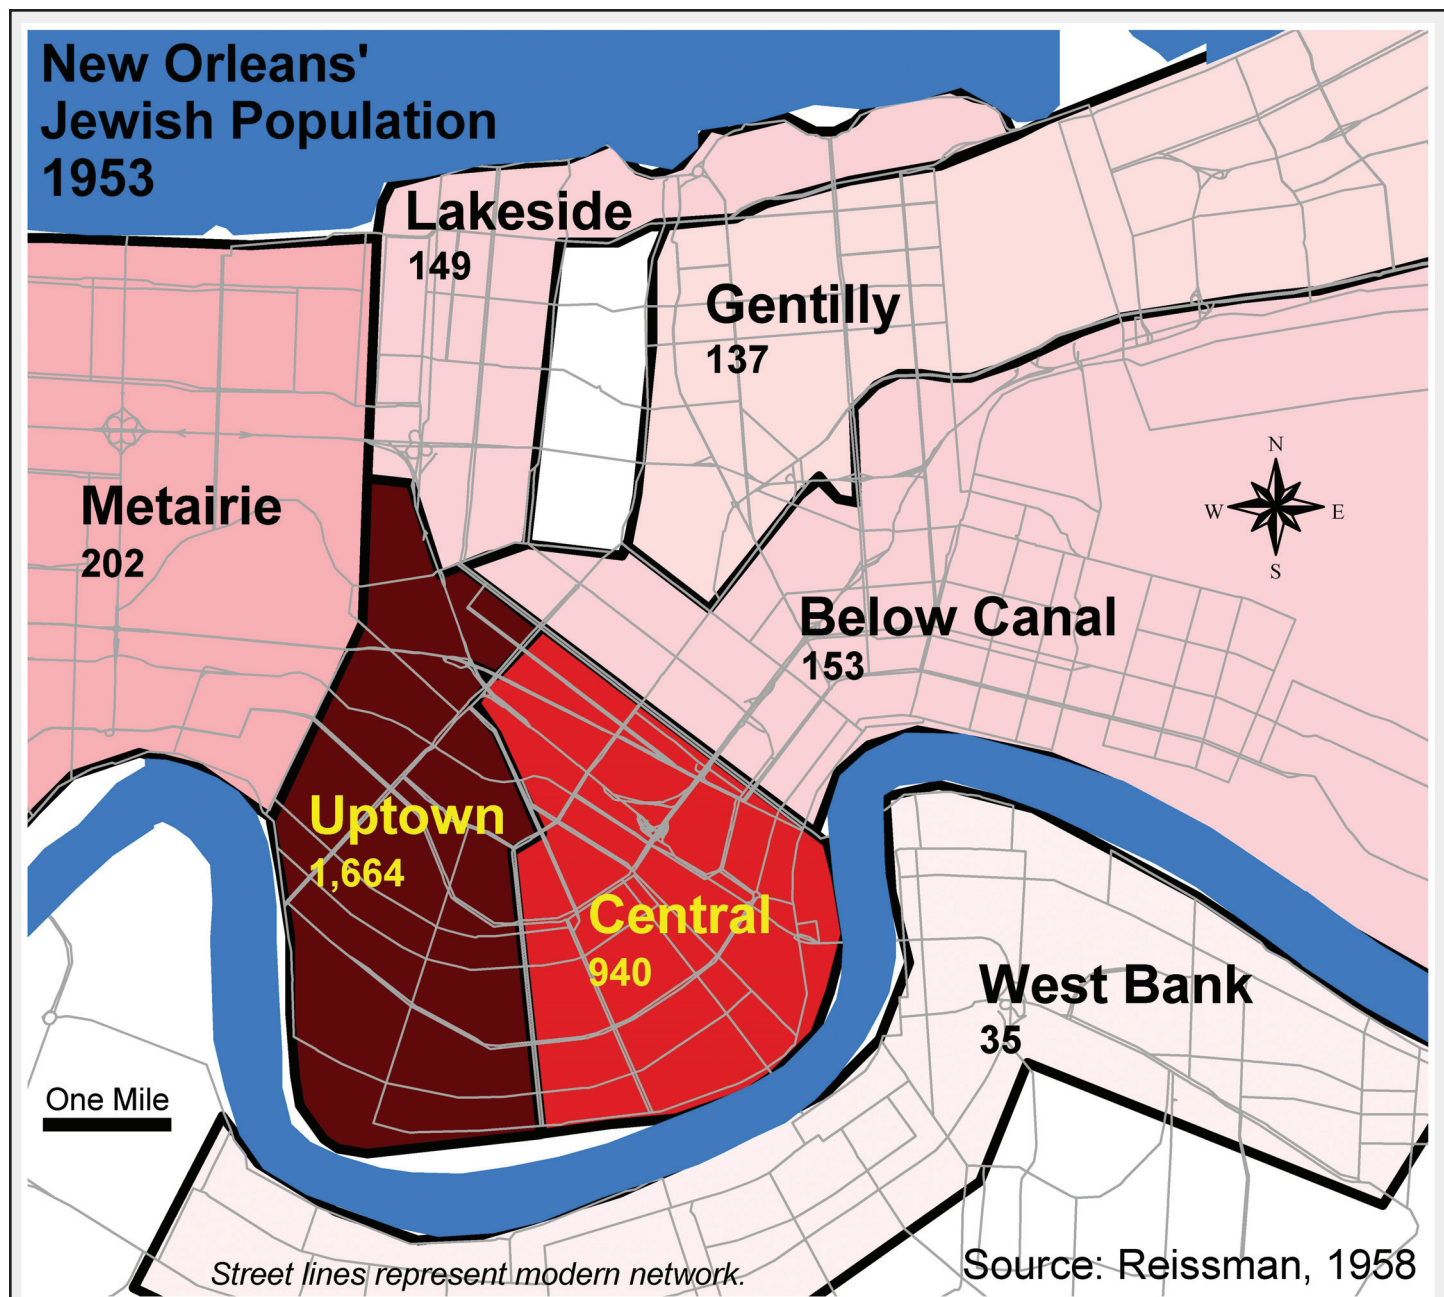 New Orleans'
Jewish Population
1953
Lakeside
149
Gentilly
137
N
W E
S
Metairie
202
Below Canal
153
Uptown
1,664
Central
940
West Bank
35
One Mile
Street lines represent modern network.
Source: Reissman, 1958